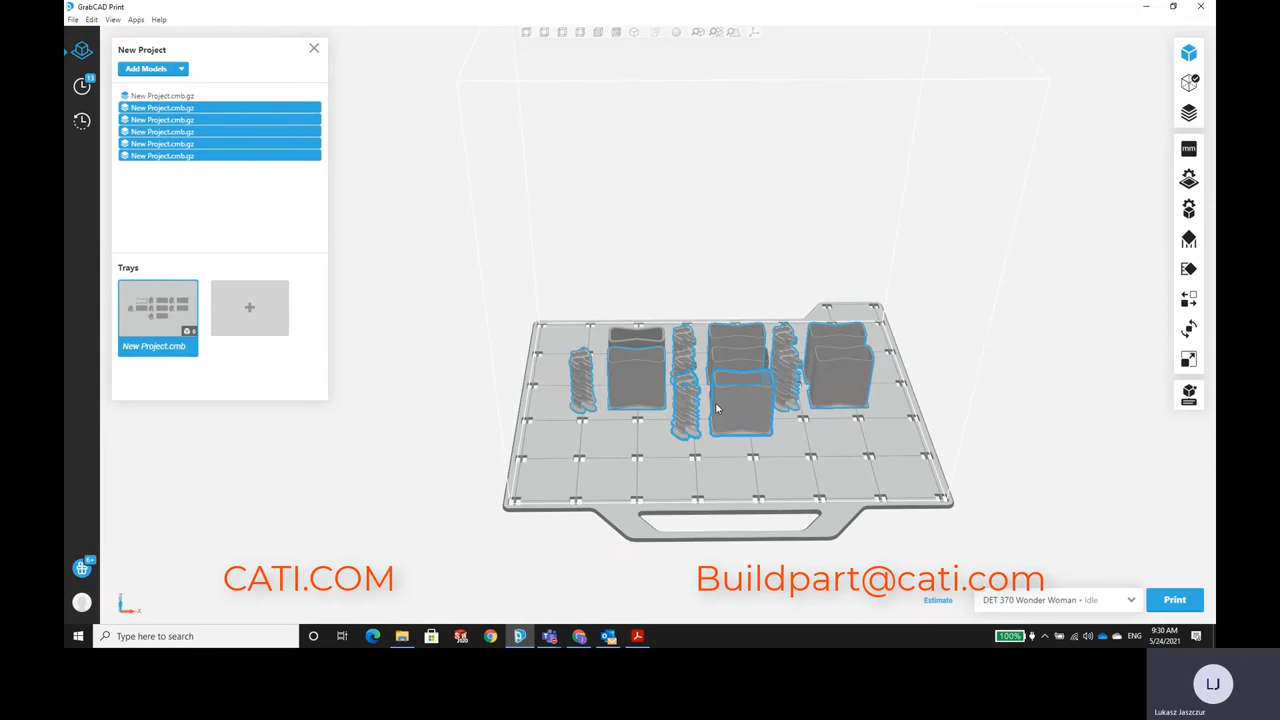 GrabCAD Print
File Edit View Apps Help
New Project
Add Models
13
New Project.cmb.gz
New Project.cmb.gz
New Project.cmb.gz
New Project.cmb.gz
New Project.cmb.gz
New Project.cmb.gz
mm
Trays
6
New Project.cmb
6+
CATI.COM
Buildpart@cati.com
Estimate
DET 370 Wonder Woman • Idle
Print
X
Type here to search
100%
ENG
9:30 AM
5/24/2021
LJ
Lukasz Jaszczur